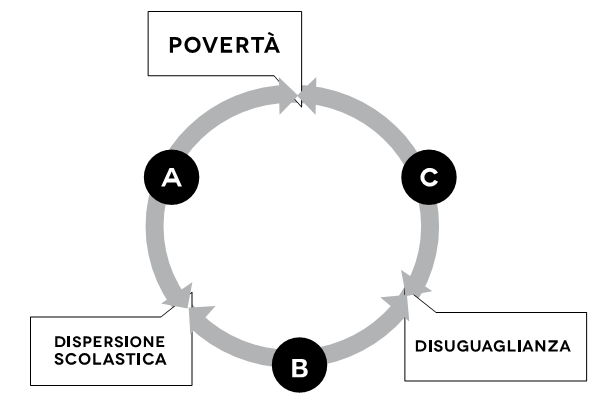 POVERTÀ
A
C
DISPERSIONE
SCOLASTICA
DISUGUAGLIANZA
B